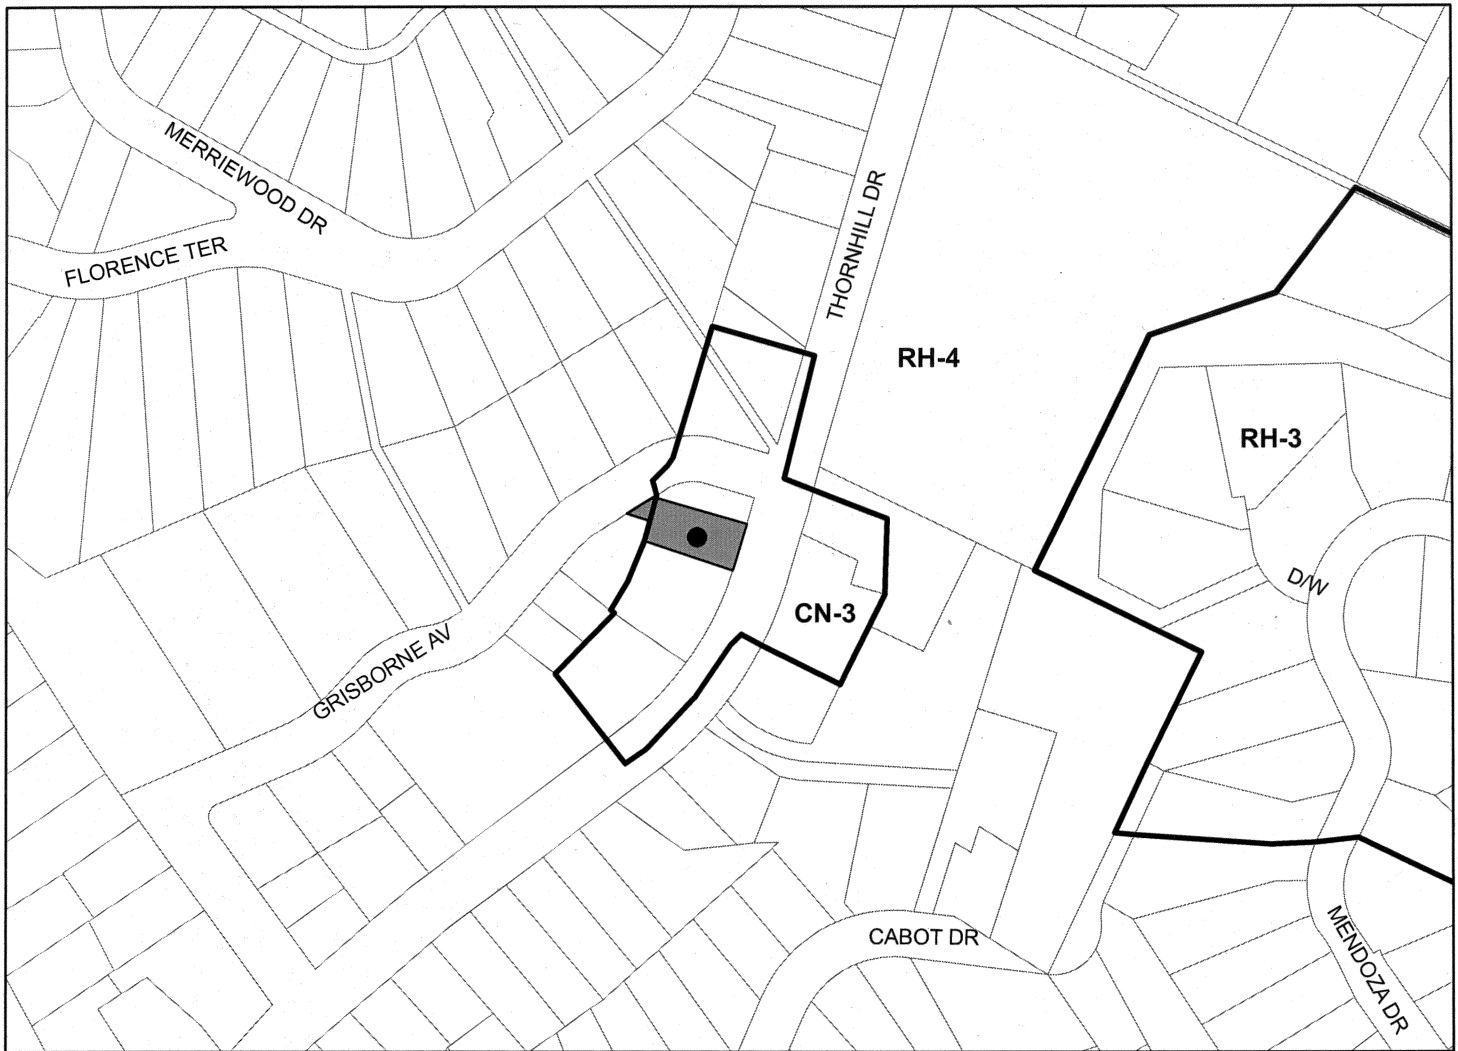 MERRIEWOOD DR
FLORENCE TER
THORNHILL DR
RH-4
RH-3
D/W
CN-3
GRISBORNE AV
CABOT DR
MENDOZA DR